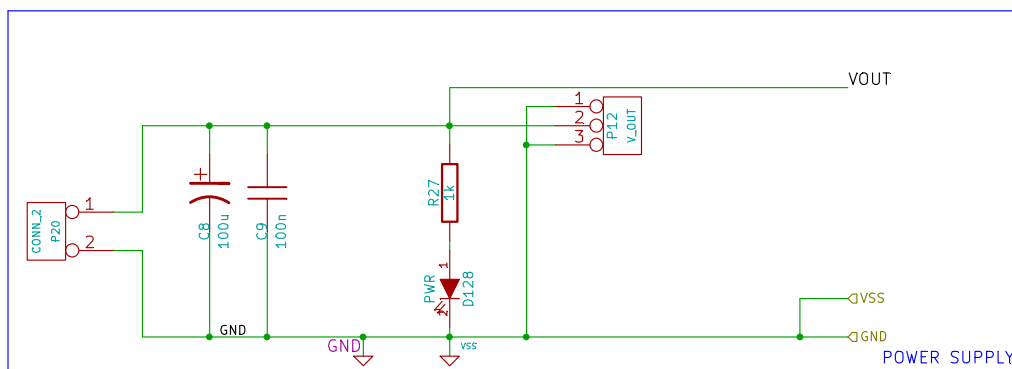 VOUT
1
2
3
P12
V_OUT
CONN_2
P20
1
2
C8
100u
C9
100n
R27
1k
1
PWR
D128
2
GND
GND
VSS
VSS
GND
POWER SUPPLY